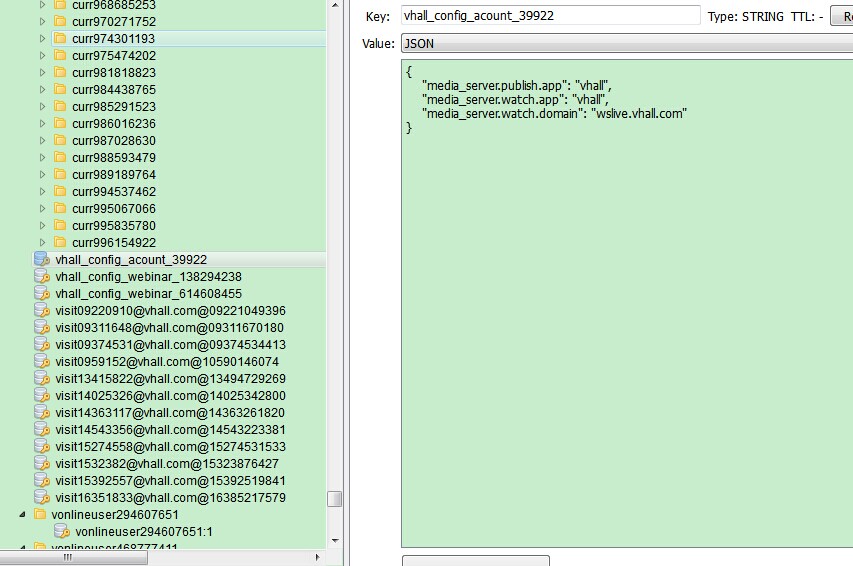 curr968685253
curr970271752
curr974301193
curr975474202
curr981818823
curr984438765
curr985291523
curr986016236
curr987028630
curr988593479
curr989189764
curr994537462
curr995067066
curr995835780
curr996154922
vhall_config_acount_39922
vhall_config_webinar_138294238
vhall_config_webinar_614608455
visit09220910@vhall.com@09221049396
visit09311648@vhall.com@09311670180
visit09374531@vhall.com@09374534413
visit0959152@vhall.com@10590146074
visit13415822@vhall.com@13494729269
visit14025326@vhall.com@14025342800
visit14363117@vhall.com@14363261820
visit14543356@vhall.com@14543223381
visit15274558@vhall.com@15274531533
visit1532382@vhall.com@15323876427
visit15392557@vhall.com@15392519841
visit16351833@vhall.com@16385217579
vonlineuser294607651
vonlineuser294607651:1
vonlineuser468777411
Key: vhall_config_acount_39922 Type: STRING TTL: -
Value: JSON
{
"media_server.publish.app": "vhall",
"media_server.watch.app": "vhall",
"media_server.watch.domain": "wslive.vhall.com"
}